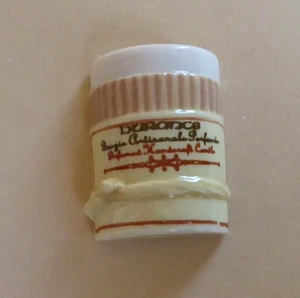 DURANCE
Bougie Artisanale Parfumée
Perfumed Handcraft Candle